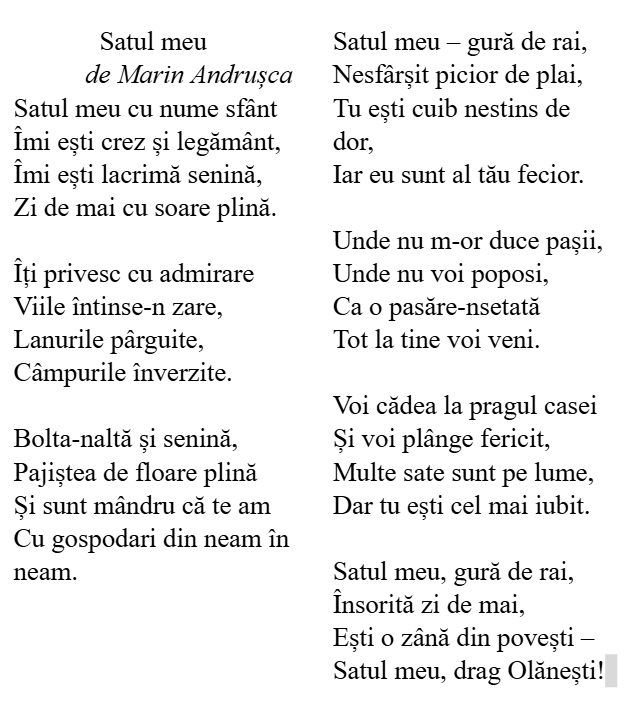 Satul meu
de Marin Andrușca
Satul meu cu nume sfânt
Îmi ești crez și legământ,
Îmi ești lacrimă senină,
Zi de mai cu soare plină.

Îți privesc cu admirare
Viile întinse-n zare,
Lanurile pârguite,
Câmpurile înverzite.

Bolta-naltă și senină,
Pajiștea de floare plină
Și sunt mândru că te am
Cu gospodari din neam în
neam.

Satul meu – gură de rai,
Nesfârșit picior de plai,
Tu ești cuib nestins de
dor,
Iar eu sunt al tău fecior.

Unde nu m-or duce pașii,
Unde nu voi poposi,
Ca o pasăre-nsetată
Tot la tine voi veni.

Voi cădea la pragul casei
Și voi plânge fericit,
Multe sate sunt pe lume,
Dar tu ești cel mai iubit.

Satul meu, gură de rai,
Însorită zi de mai,
Ești o zână din povești –
Satul meu, drag Olănești!